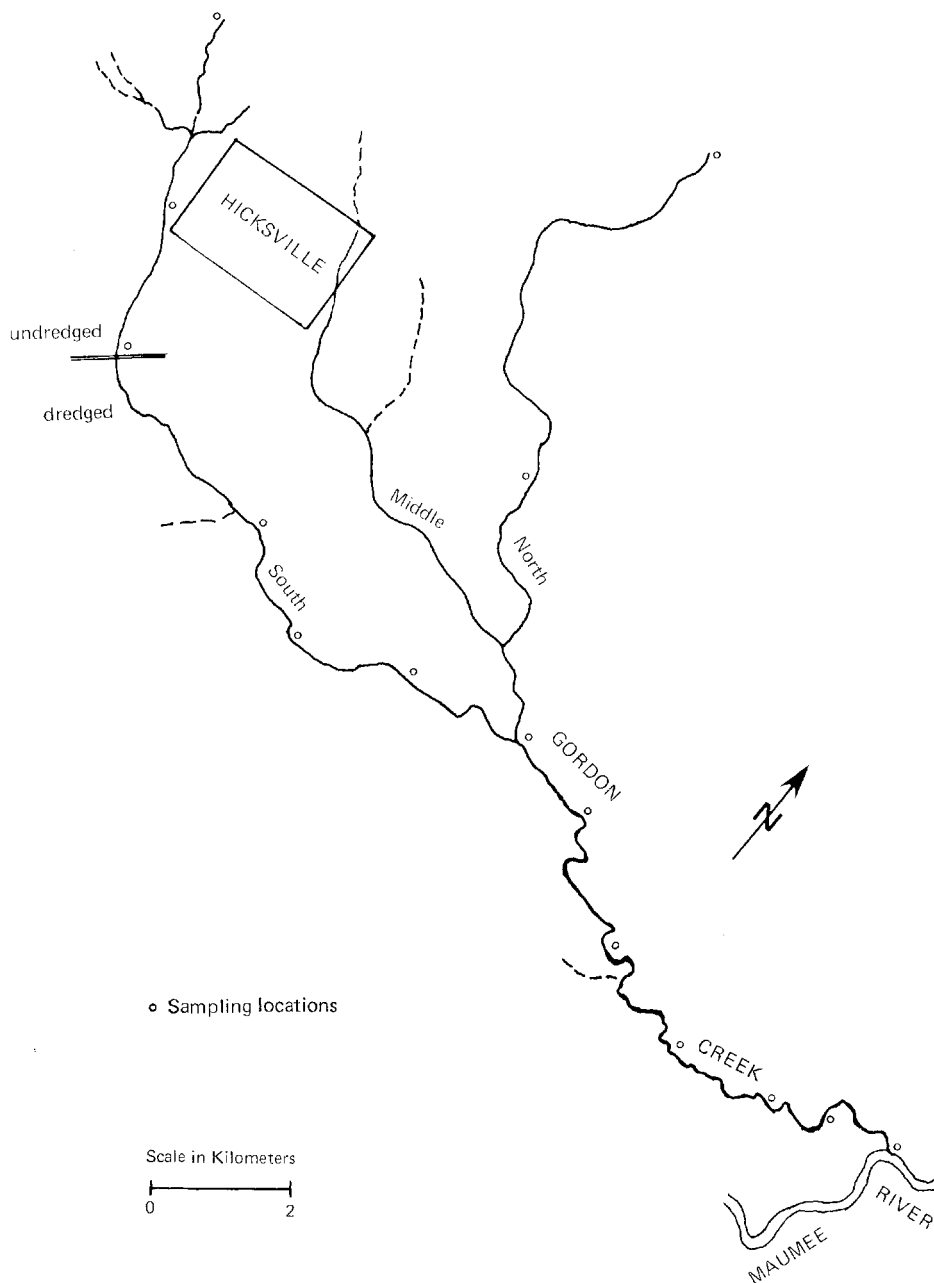 HICKSVILLE
undredged
dredged
Middle
North
South
GORDON
N
Sampling locations
CREEK
Scale in Kilometers
0 2
MAUMEE RIVER